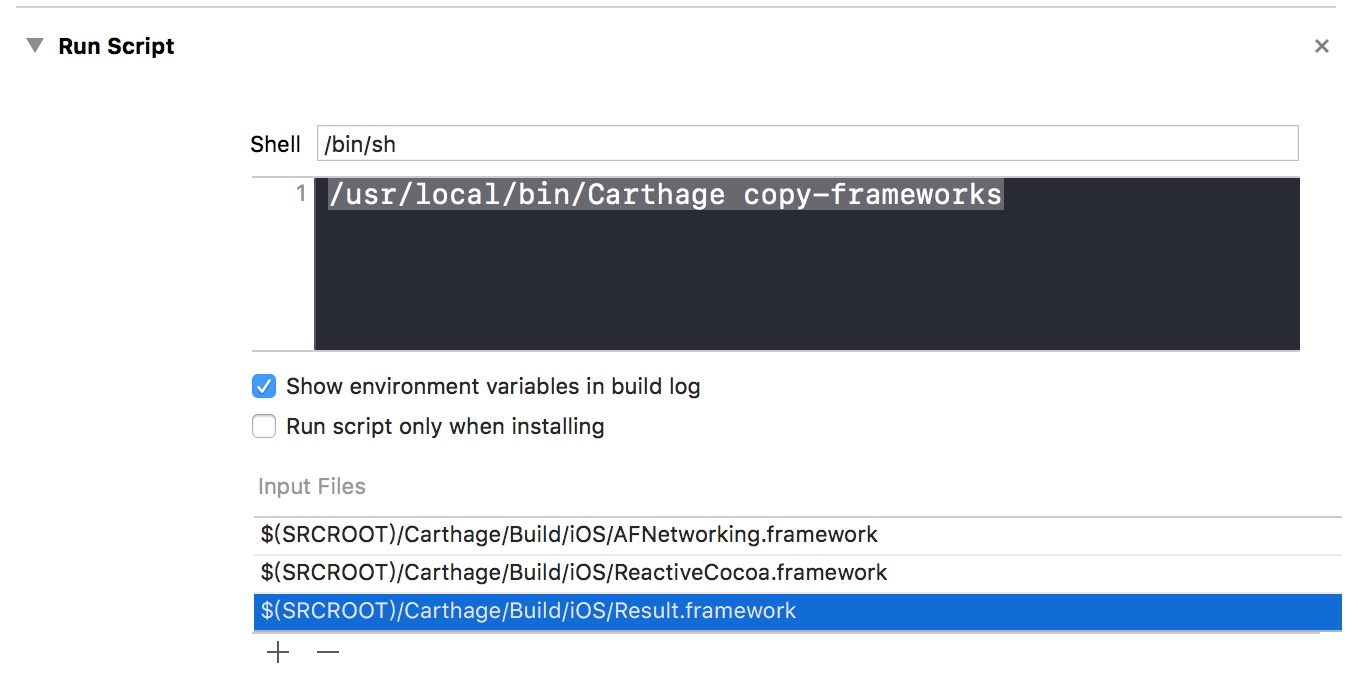 Run Script
Shell /bin/sh
1 /usr/local/bin/Carthage copy-frameworks
Show environment variables in build log
Run script only when installing
Input Files
$(SRCROOT)/Carthage/Build/iOS/AFNetworking.framework
$(SRCROOT)/Carthage/Build/iOS/ReactiveCocoa.framework
$(SRCROOT)/Carthage/Build/iOS/Result.framework